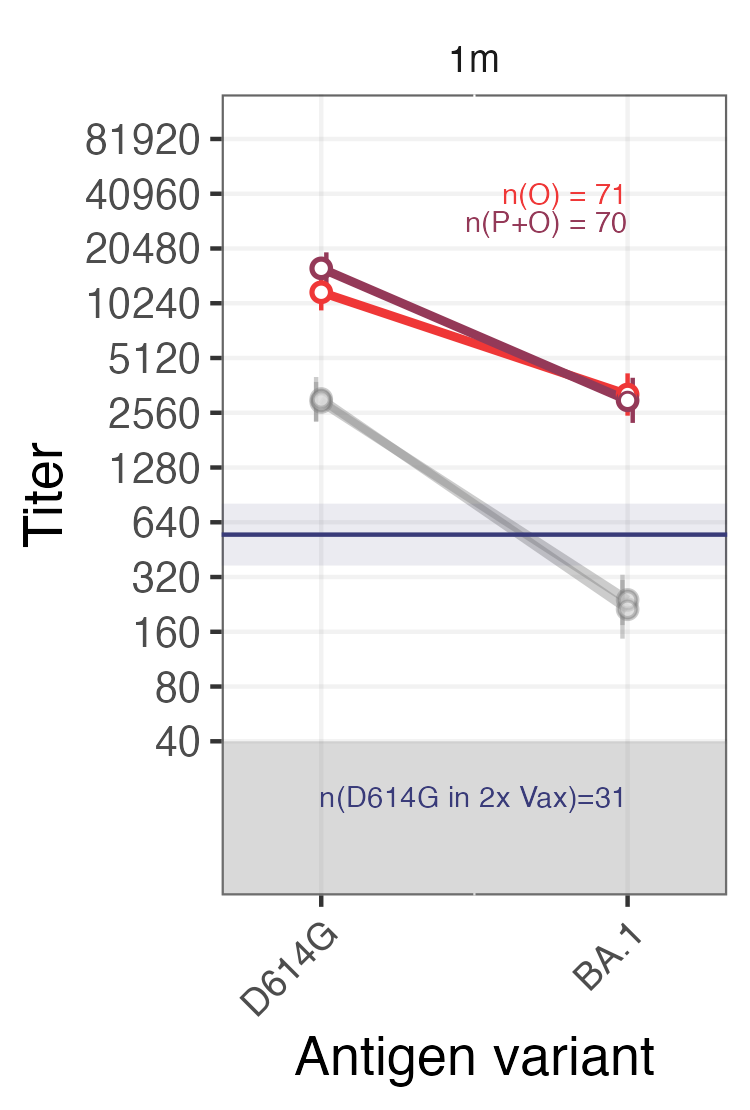 1m
81920
40960
20480
10240
5120
2560
1280
640
320
160
80
40
Titer
n(O) = 71
n(P+O) = 70
n(D614G in 2x Vax)=31
D614G
BA.1
Antigen variant